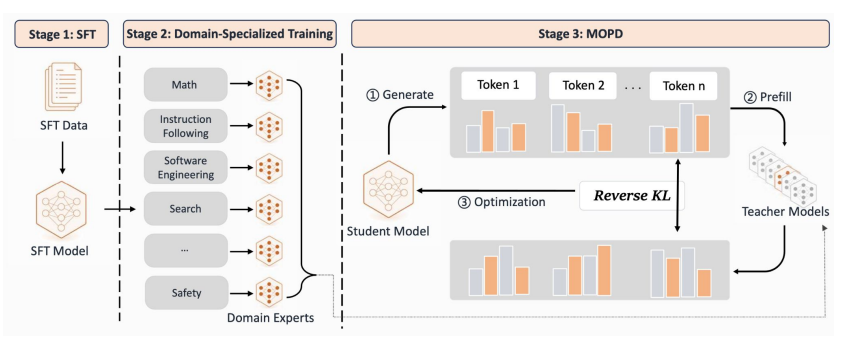 Stage 1: SFT
Stage 2: Domain-Specialized Training
Stage 3: MOPD
SFT Data
SFT Model
Math
Instruction
Following
Software
Engineering
Search
...
Safety
Domain Experts
① Generate
Token 1
Token 2
...
Token n
② Prefill
Student Model
③ Optimization
Reverse KL
Teacher Models